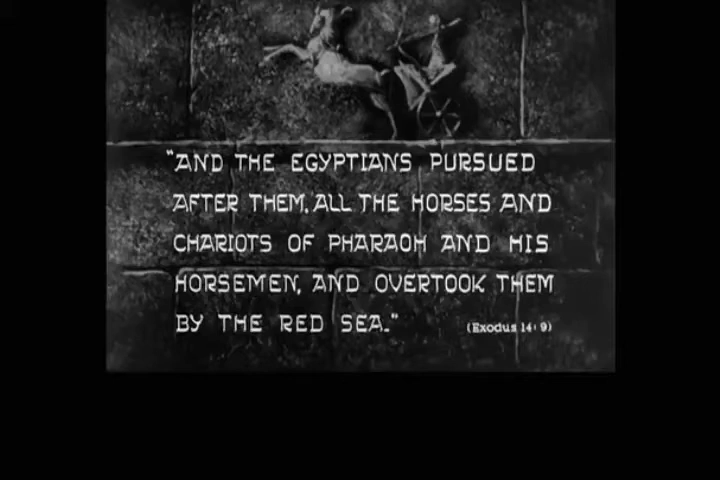 "AND THE EGYPTIANS PURSUED
AFTER THEM, ALL THE HORSES AND
CHARIOTS OF PHARAOH AND HIS
HORSEMEN, AND OVERTOOK THEM
BY THE RED SEA."
(Exodus 14:9)